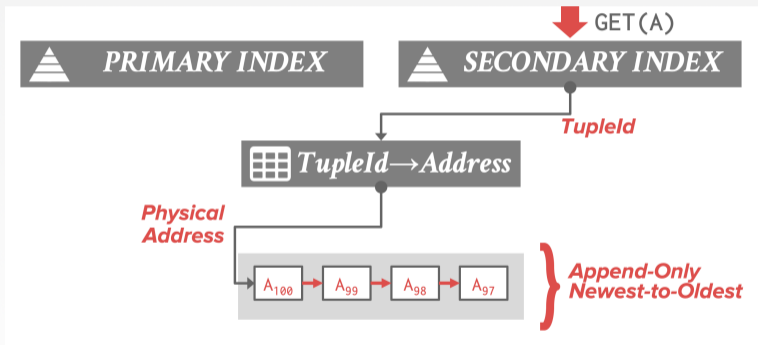 GET(A)
PRIMARY INDEX
SECONDARY INDEX
TupleId
TupleId→Address
Physical
Address
A100
A99
A98
A97
Append-Only
Newest-to-Oldest